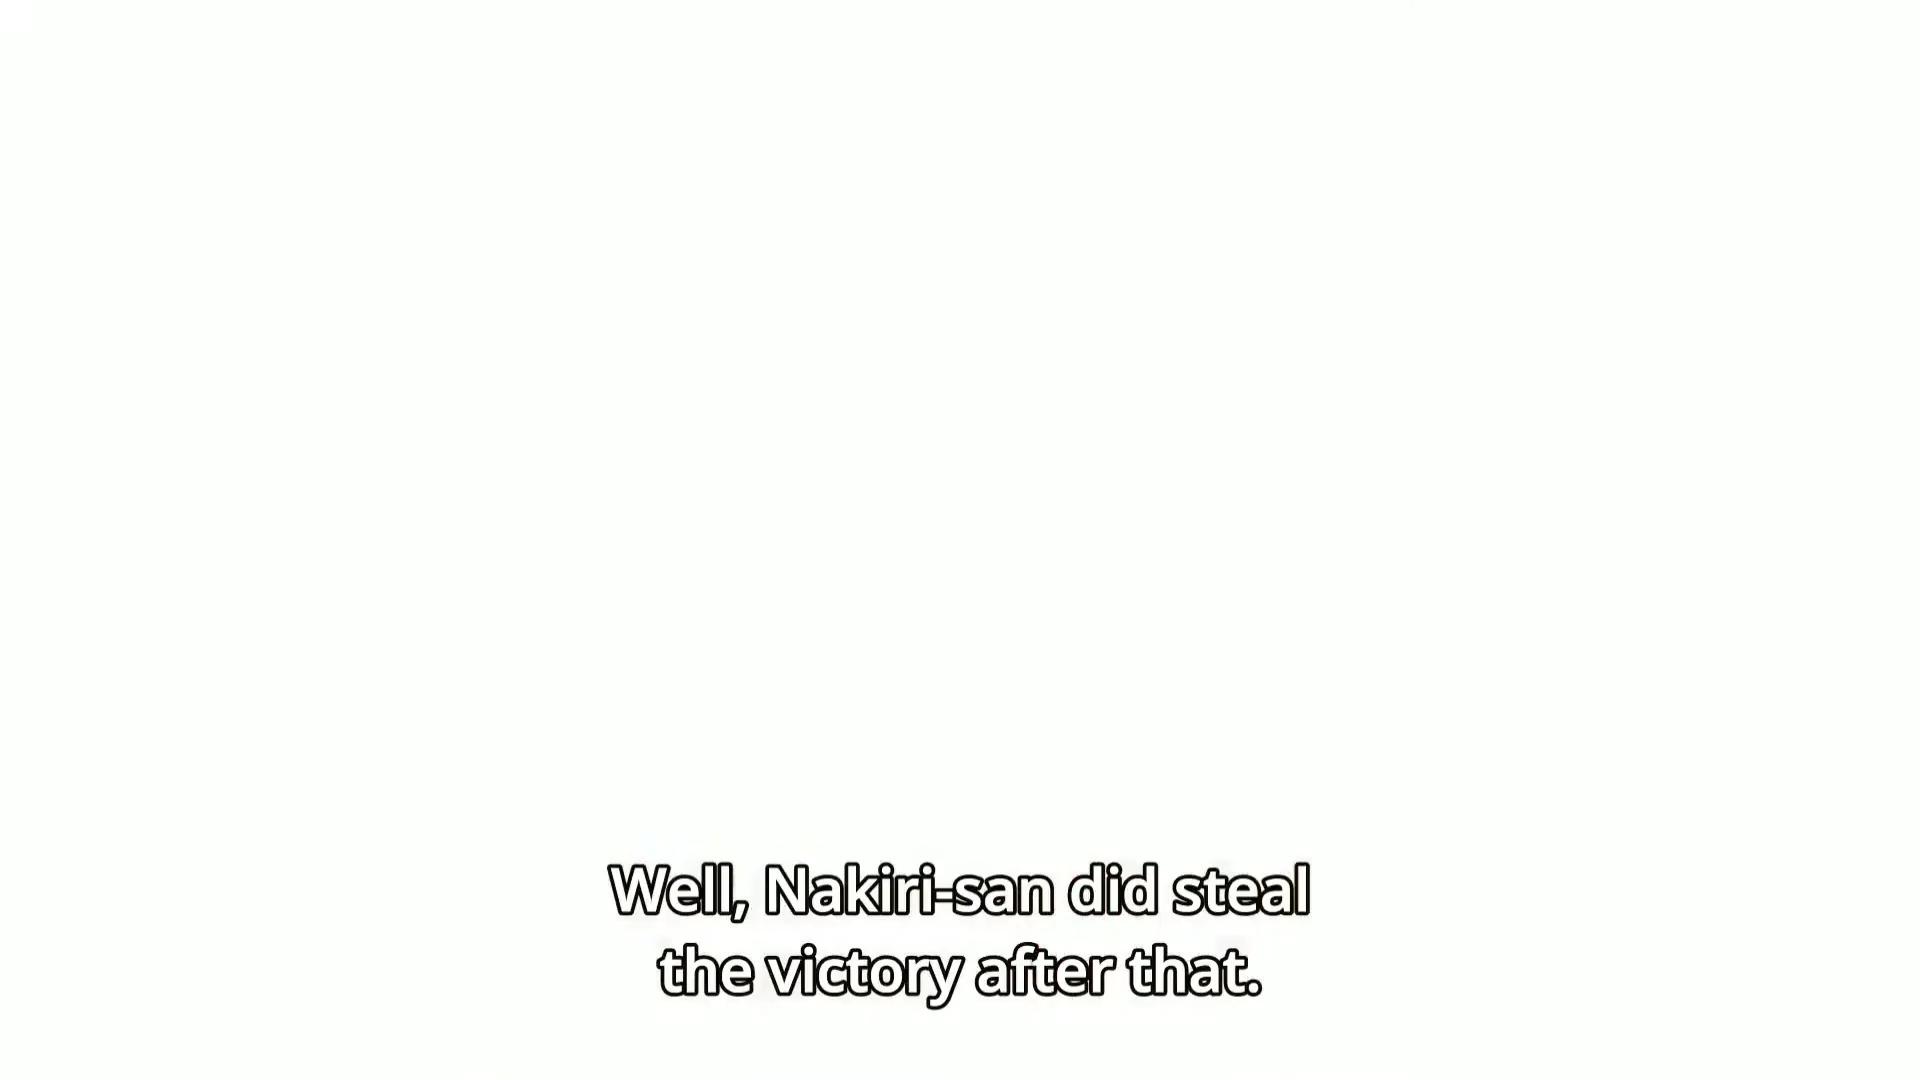 Well, Nakiri-san did steal
the victory after that.